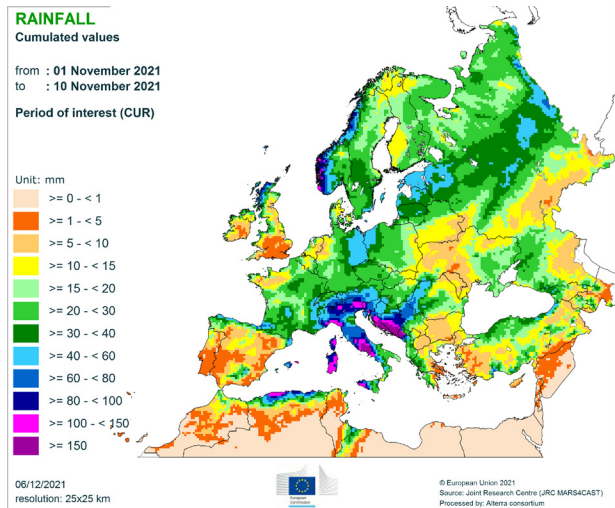 RAINFALL
Cumulated values
from : 01 November 2021
to : 10 November 2021
Period of interest (CUR)
Unit: mm
>= 0 - < 1
>= 1 - < 5
>= 5 - < 10
>= 10 - < 15
>= 15 - < 20
>= 20 - < 30
>= 30 - < 40
>= 40 - < 60
>= 60 - < 80
>= 80 - < 100
>= 100 - < 150
>= 150
06/12/2021
resolution: 25x25 km
European
Commission
© European Union 2021
Source: Joint Research Centre (JRC MARS4CAST)
Processed by: Alterra consortium